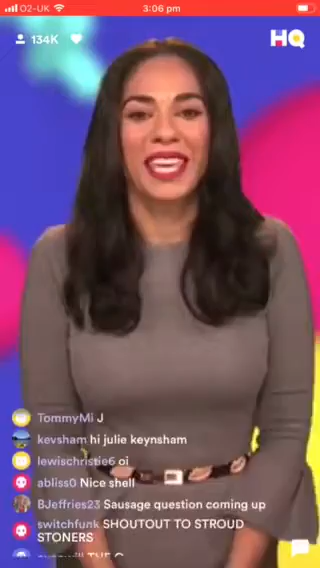 O2-UK 3:06 pm
134K HQ
TommyMi J
kevsham hi julie keynsham
lewischristie6 oi
abliss0 Nice shell
BJeffries23 Sausage question coming up
switchfunk SHOUTOUT TO STROUD
STONERS